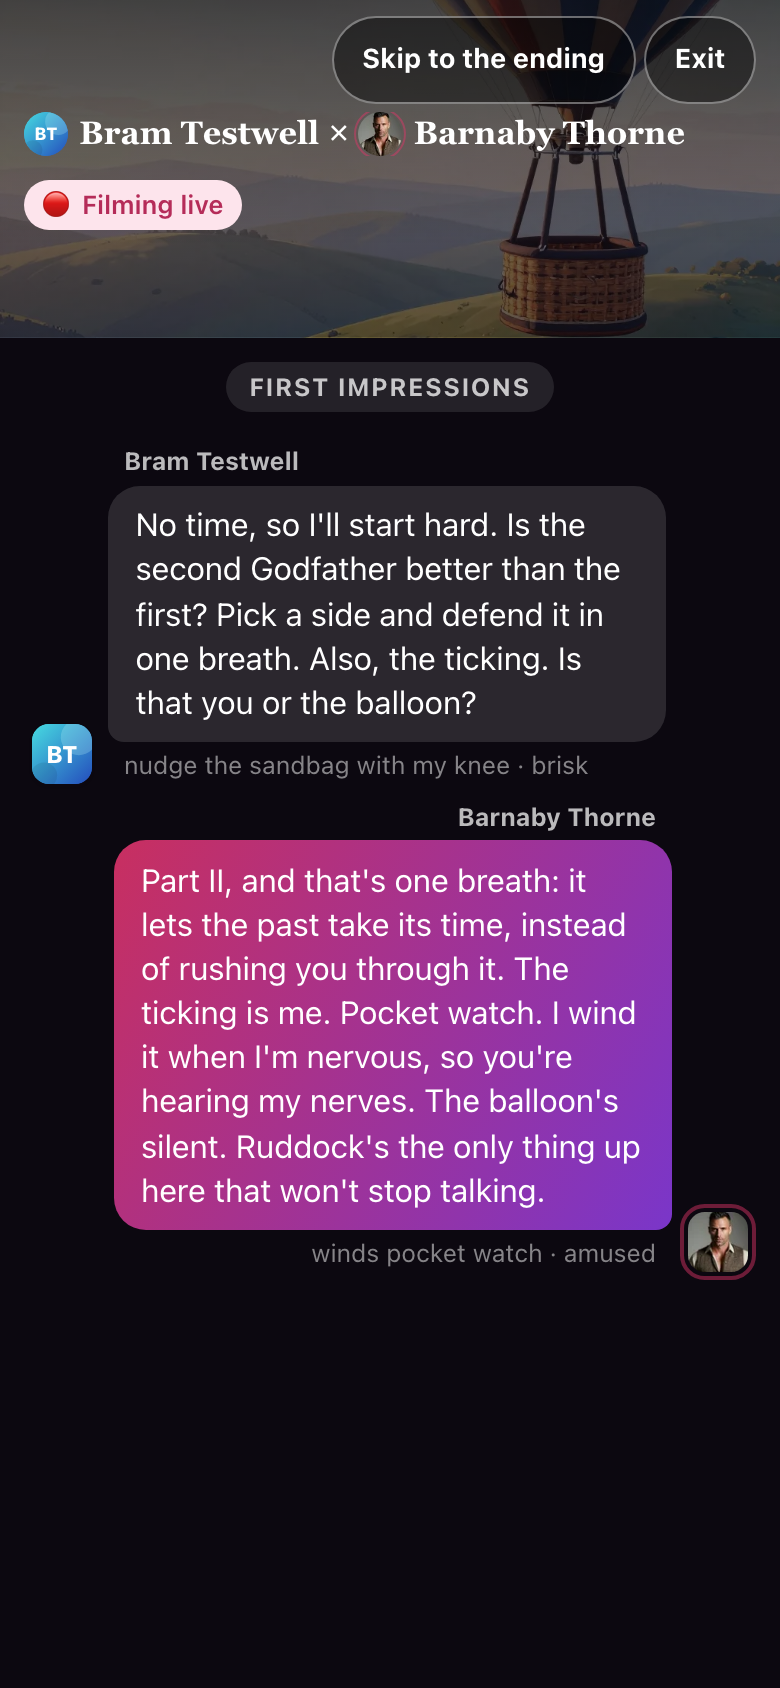 Skip to the ending
Exit
BT Bram Testwell × Barnaby Thorne
Filming live
FIRST IMPRESSIONS
Bram Testwell
No time, so I'll start hard. Is the
second Godfather better than the
first? Pick a side and defend it in
one breath. Also, the ticking. Is
that you or the balloon?
BT
nudge the sandbag with my knee · brisk
Barnaby Thorne
Part II, and that's one breath: it
lets the past take its time, instead
of rushing you through it. The
ticking is me. Pocket watch. I wind
it when I'm nervous, so you're
hearing my nerves. The balloon's
silent. Ruddock's the only thing up
here that won't stop talking.
winds pocket watch · amused